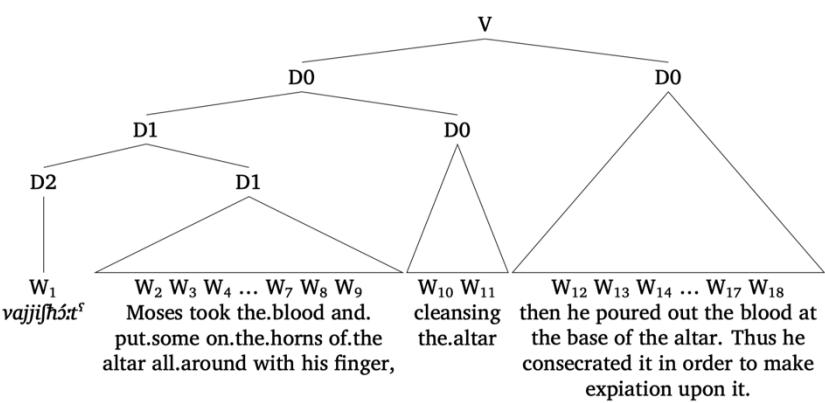 V
D0 D0
D1 D0
D2 D1
W₁ W₂ W₃ W₄ … W₇ W₈ W₉ W₁₀ W₁₁ W₁₂ W₁₃ W₁₄ … W₁₇ W₁₈
vajjiʃħɔ́ːtˤ Moses took the.blood and. cleansing then he poured out the blood at
put.some on.the.horns of.the the.altar the base of the altar. Thus he
altar all.around with his finger, consecrated it in order to make
expiation upon it.